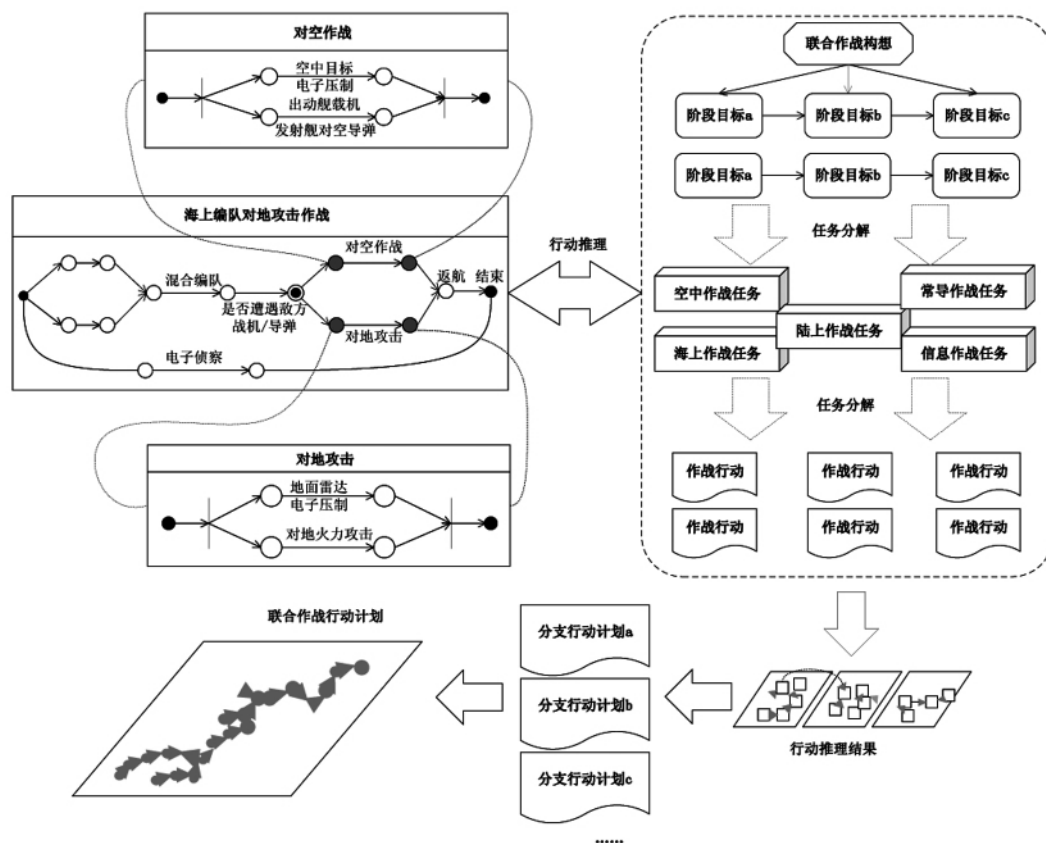 对空作战
空中目标
电子压制
出动舰载机
发射舰对空导弹
海上编队对地攻击作战
混合编队
是否遭遇敌方
战机/导弹
对空作战
对地攻击
返航
结束
电子侦察
对地攻击
地面雷达
电子压制
对地火力攻击
行动推理
联合作战构想
阶段目标a
阶段目标b
阶段目标c
阶段目标a
阶段目标b
阶段目标c
任务分解
空中作战任务
常导作战任务
陆上作战任务
海上作战任务
信息作战任务
任务分解
作战行动
作战行动
作战行动
作战行动
作战行动
作战行动
行动推理结果
分支行动计划a
分支行动计划b
分支行动计划c
......
联合作战行动计划